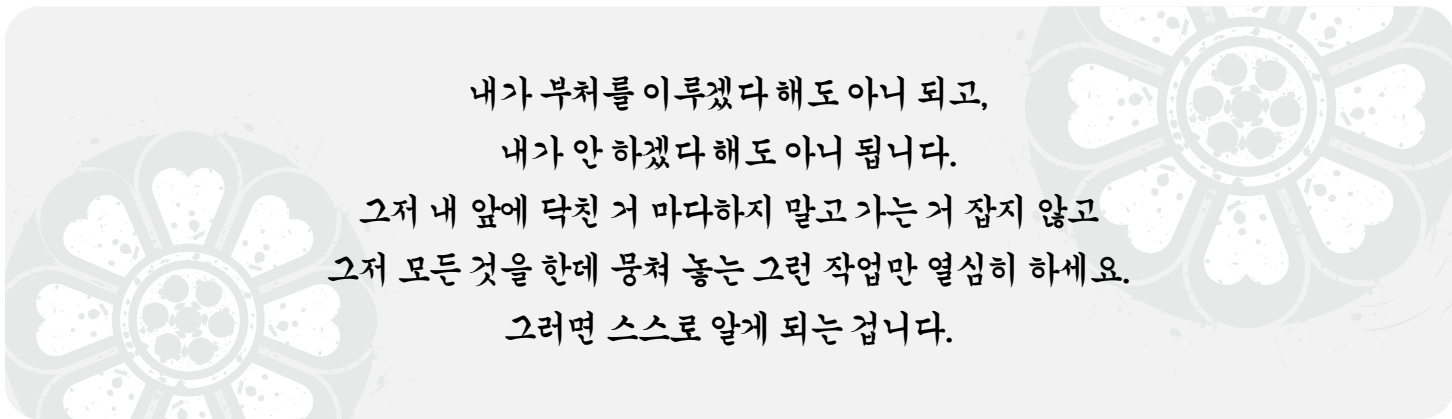 내가 부처를 이루겠다 해도 아니 되고,
내가 안 하겠다 해도 아니 됩니다.
그저 내 앞에 닥친 거 마다하지 말고 가는 거 잡지 않고
그저 모든 것을 한데 뭉쳐 놓는 그런 작업만 열심히 하세요.
그러면 스스로 알게 되는 겁니다.